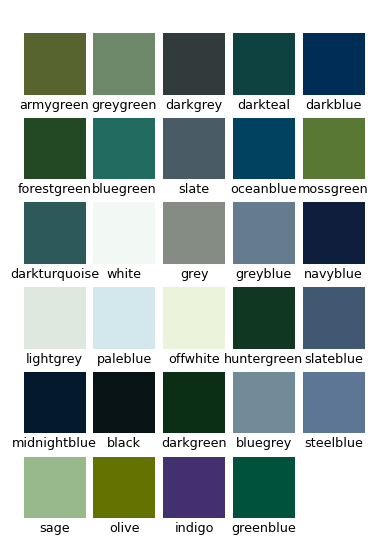 armygreen greygreen darkgrey darkteal darkblue
forestgreen bluegreen slate oceanblue mossgreen
darkturquoise white grey greyblue navyblue
lightgrey paleblue offwhite huntergreen slateblue
midnightblue black darkgreen bluegrey steelblue
sage olive indigo greenblue